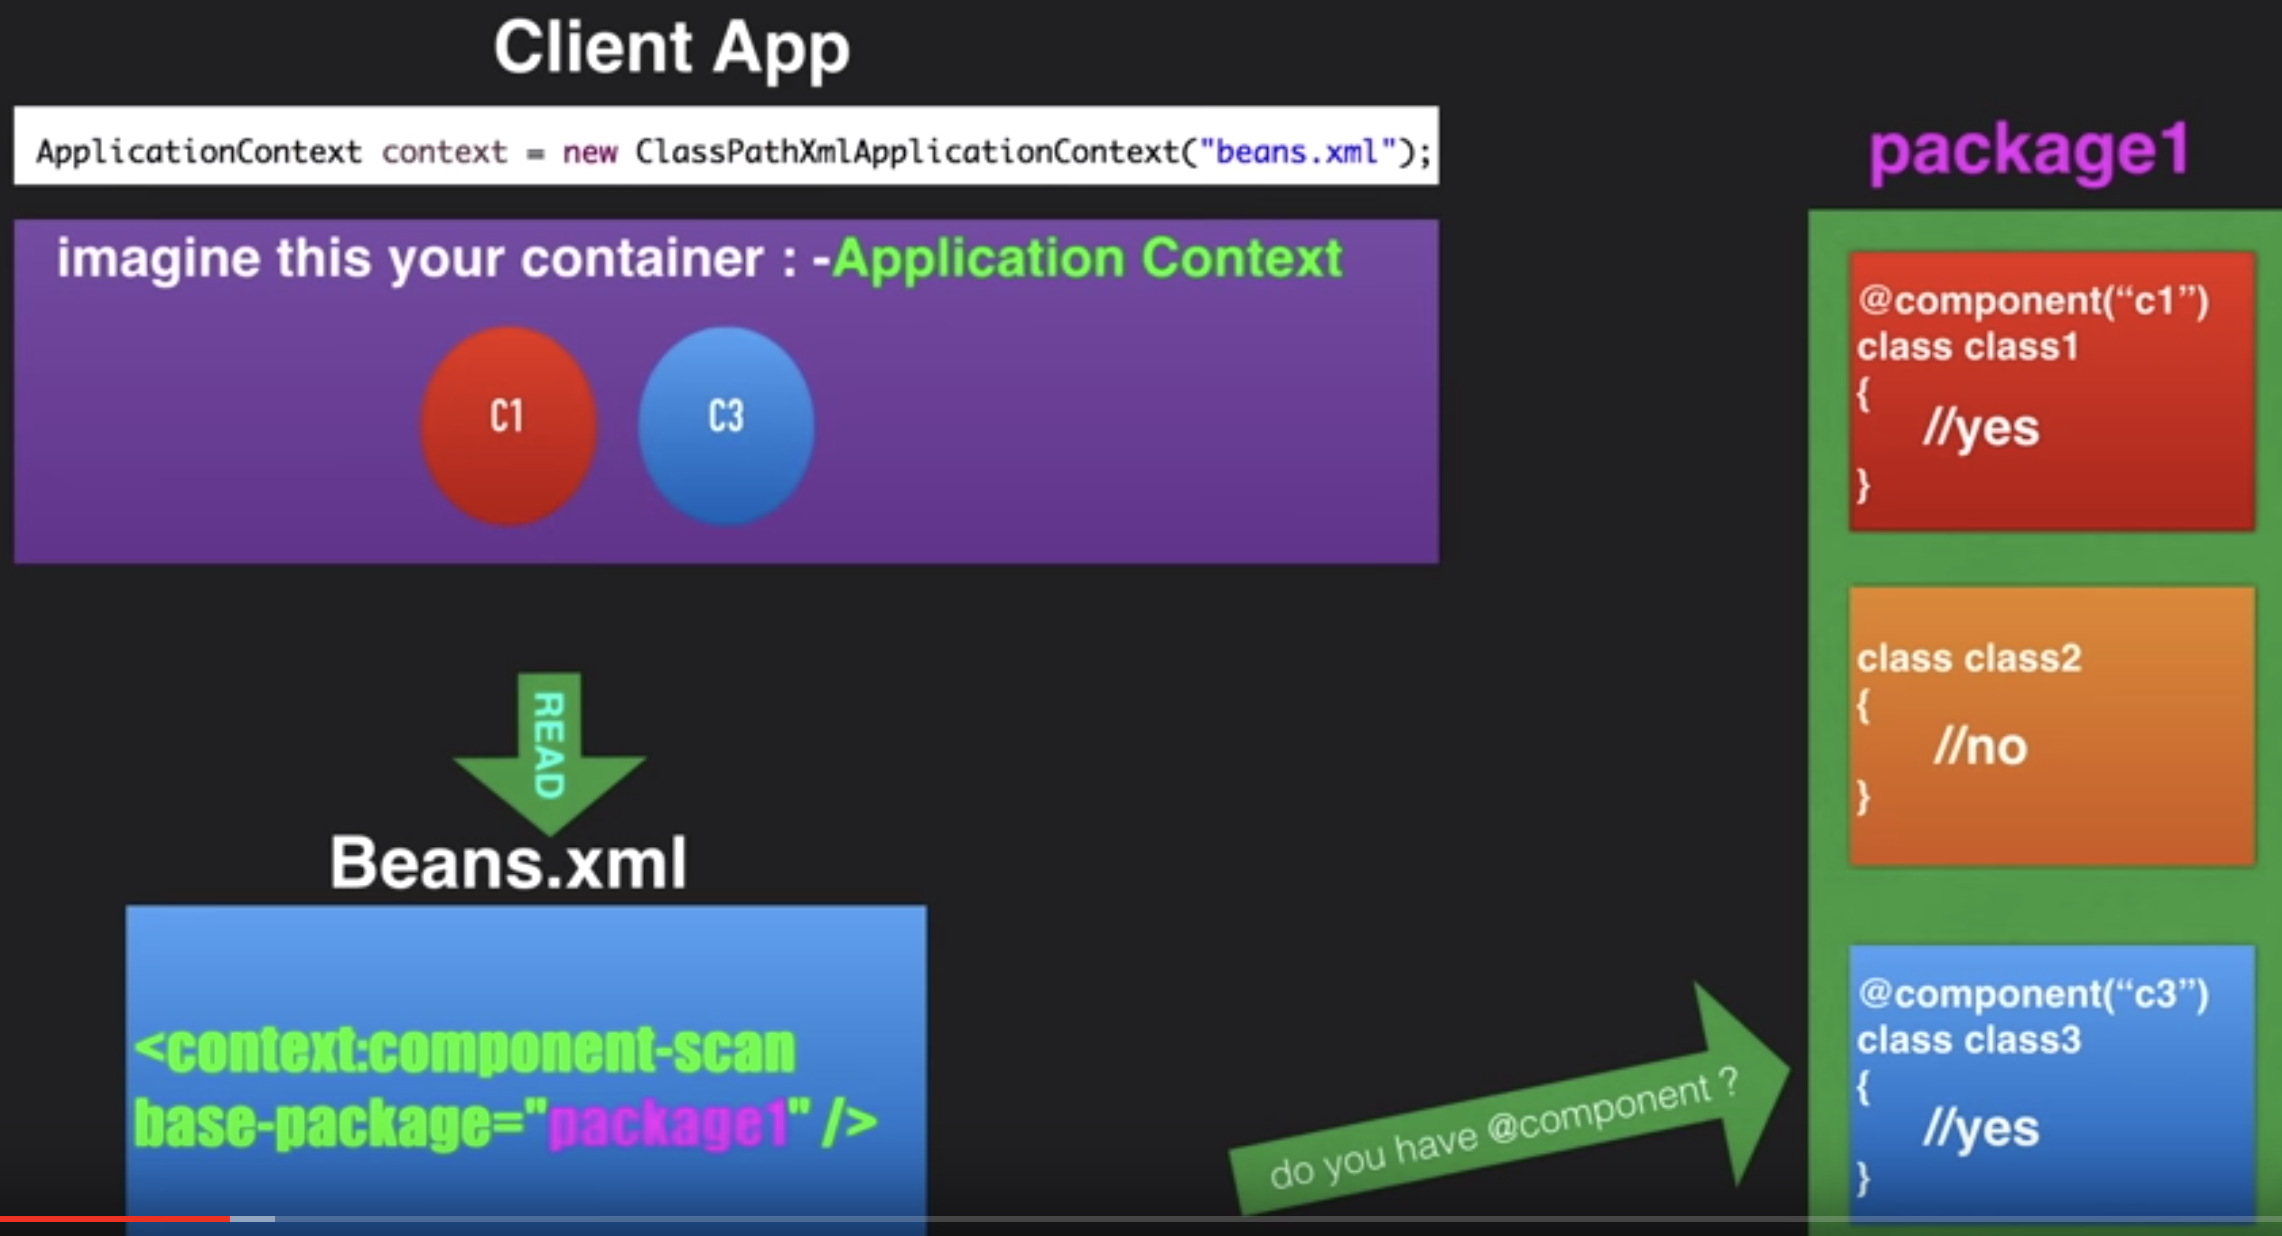 Client App
ApplicationContext context = new ClassPathXmlApplicationContext("beans.xml");
imagine this your container : -Application Context
C1
C3
READ
Beans.xml
<context:component-scan
base-package="package1" />
do you have @component ?
package1
@component(“c1”)
class class1
{
//yes
}
class class2
{
//no
}
@component(“c3”)
class class3
{
//yes
}